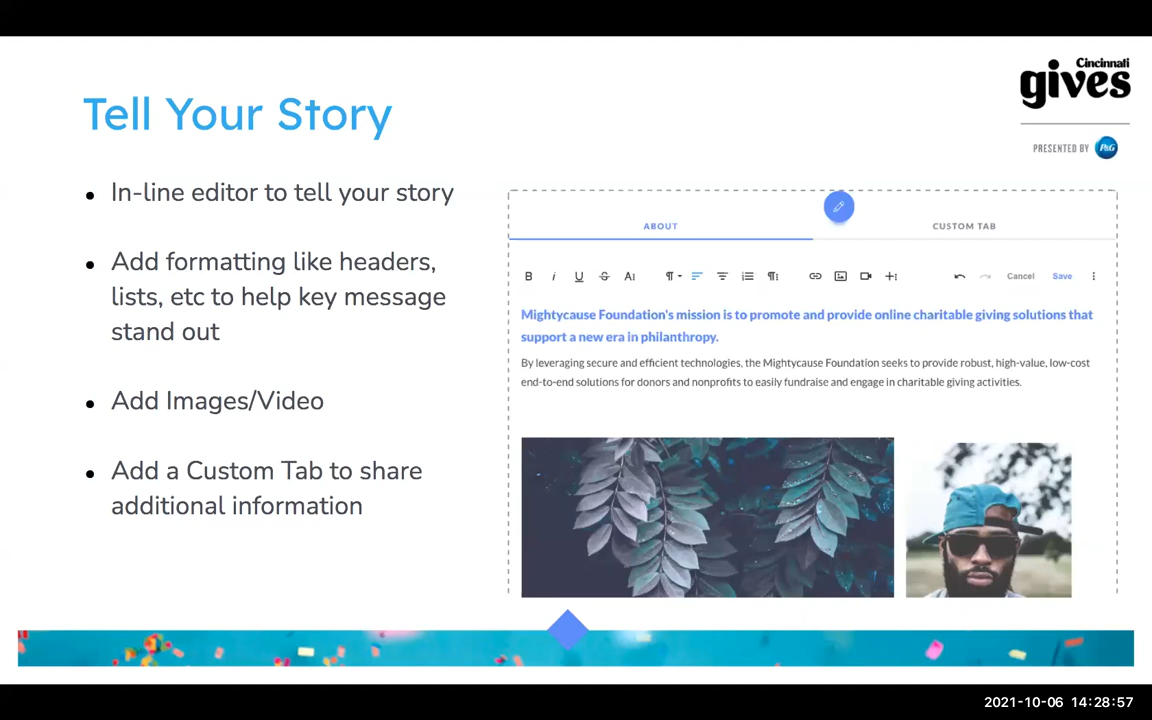 Cincinnati
gives
PRESENTED BY P&G
Tell Your Story
• In-line editor to tell your story
• Add formatting like headers,
lists, etc to help key message
stand out
• Add Images/Video
• Add a Custom Tab to share
additional information
ABOUT
CUSTOM TAB
B i U S AI
Cancel Save
Mightycause Foundation's mission is to promote and provide online charitable giving solutions that
support a new era in philanthropy.
By leveraging secure and efficient technologies, the Mightycause Foundation seeks to provide robust, high-value, low-cost
end-to-end solutions for donors and nonprofits to easily fundraise and engage in charitable giving activities.
2021-10-06 14:28:57